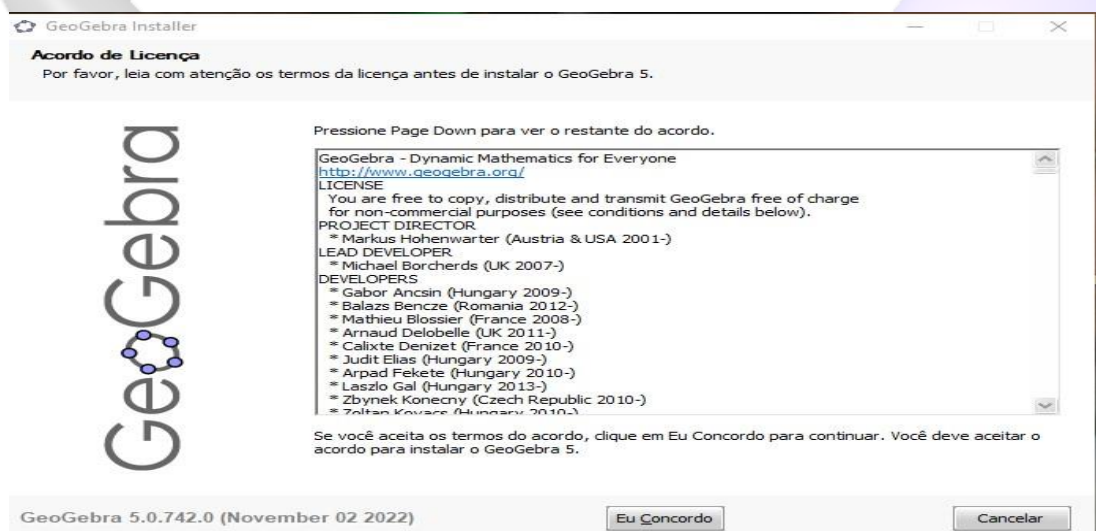 GeoGebra Installer
Acordo de Licença
Por favor, leia com atenção os termos da licença antes de instalar o GeoGebra 5.
GeoGebra
Pressione Page Down para ver o restante do acordo.
GeoGebra - Dynamic Mathematics for Everyone
http://www.geogebra.org/
LICENSE
You are free to copy, distribute and transmit GeoGebra free of charge
for non-commercial purposes (see conditions and details below).
PROJECT DIRECTOR
* Markus Hohenwarter (Austria & USA 2001-)
LEAD DEVELOPER
* Michael Borcherds (UK 2007-)
DEVELOPERS
* Gabor Ancsin (Hungary 2009-)
* Balazs Bencze (Romania 2012-)
* Mathieu Blossier (France 2008-)
* Arnaud Delobelle (UK 2011-)
* Calixte Denizet (France 2010-)
* Judit Elias (Hungary 2009-)
* Arpad Fekete (Hungary 2010-)
* Laszlo Gal (Hungary 2013-)
* Zbynek Konecny (Czech Republic 2010-)
* Zoltan Kovacs (Hungary 2010-)
Se você aceita os termos do acordo, clique em Eu Concordo para continuar. Você deve aceitar o
acordo para instalar o GeoGebra 5.
GeoGebra 5.0.742.0 (November 02 2022)
Eu Concordo
Cancelar